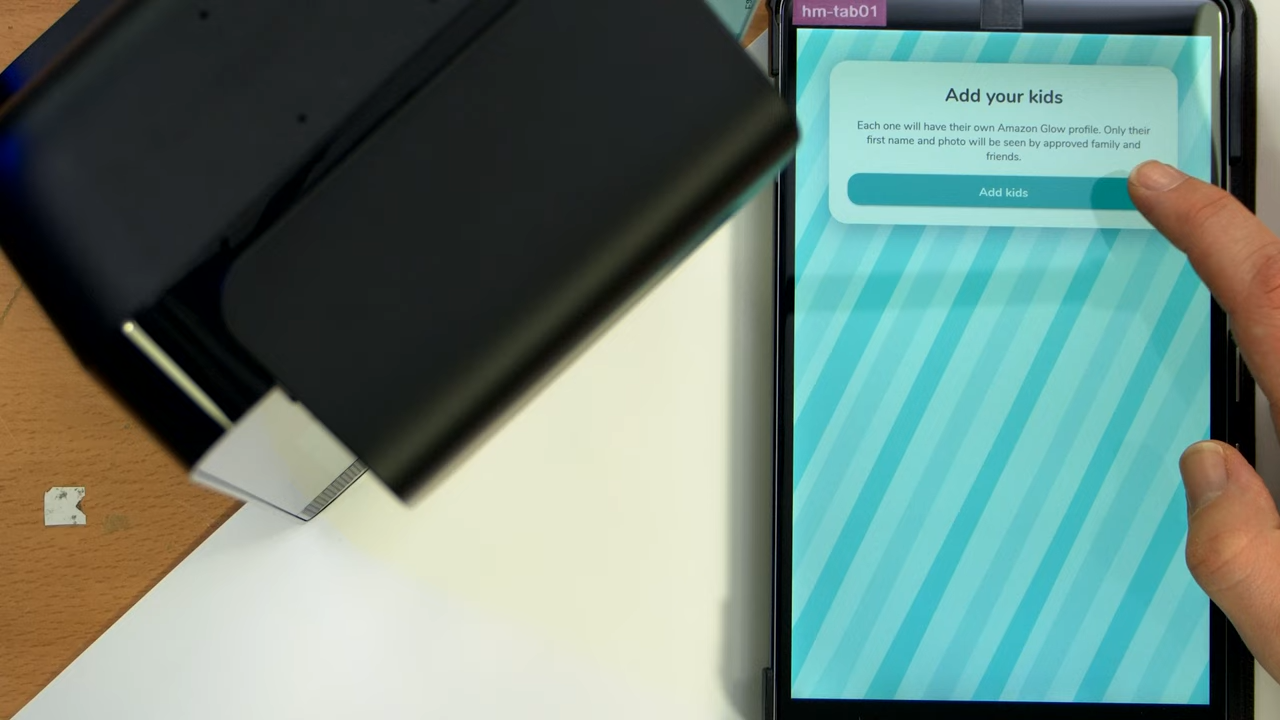 hm-tab01
Add your kids
Each one will have their own Amazon Glow profile. Only their
first name and photo will be seen by approved family and
friends.
Add kids